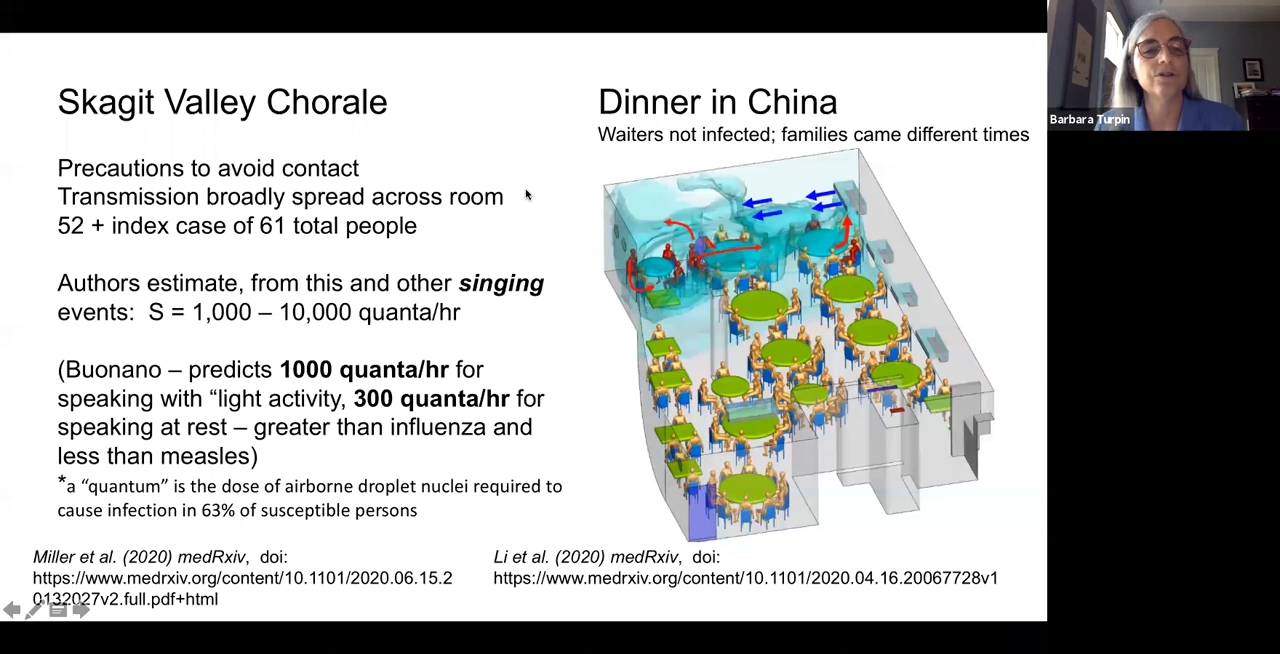 Skagit Valley Chorale
Precautions to avoid contact
Transmission broadly spread across room
52 + index case of 61 total people
Authors estimate, from this and other singing
events:  S = 1,000 – 10,000 quanta/hr
(Buonano – predicts 1000 quanta/hr for
speaking with “light activity, 300 quanta/hr for
speaking at rest – greater than influenza and
less than measles)
*a “quantum” is the dose of airborne droplet nuclei required to
cause infection in 63% of susceptible persons
Miller et al. (2020) medRxiv,  doi:
https://www.medrxiv.org/content/10.1101/2020.06.15.2
0132027v2.full.pdf+html
Dinner in China
Waiters not infected; families came different times
Li et al. (2020) medRxiv,  doi:
https://www.medrxiv.org/content/10.1101/2020.04.16.20067728v1
Barbara Turpin